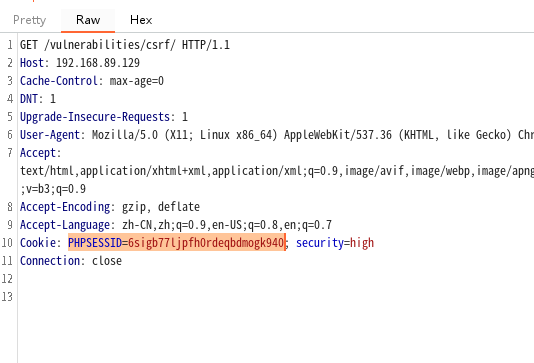 Pretty Raw Hex
1 GET /vulnerabilities/csrf/ HTTP/1.1
2 Host: 192.168.89.129
3 Cache-Control: max-age=0
4 DNT: 1
5 Upgrade-Insecure-Requests: 1
6 User-Agent: Mozilla/5.0 (X11; Linux x86_64) AppleWebKit/537.36 (KHTML, like Gecko) Chr
7 Accept:
text/html,application/xhtml+xml,application/xml;q=0.9,image/avif,image/webp,image/apng
;v=b3;q=0.9
8 Accept-Encoding: gzip, deflate
9 Accept-Language: zh-CN,zh;q=0.9,en-US;q=0.8,en;q=0.7
10 Cookie: PHPSESSID=6sigb77ljpfh0rdeqbdmogk940; security=high
11 Connection: close
12
13